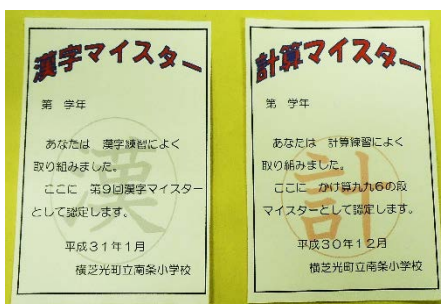 漢字マイスター
第　学年
あなたは　漢字練習によく
取り組みました。
ここに　第9回漢字マイスター
として認定します。
平成31年1月
横芝光町立南条小学校
漢
計算マイスター
第　学年
あなたは　計算練習によく
取り組みました。
ここに　かけ算九九6の段
マイスターとして認定します。
平成30年12月
横芝光町立南条小学校
計